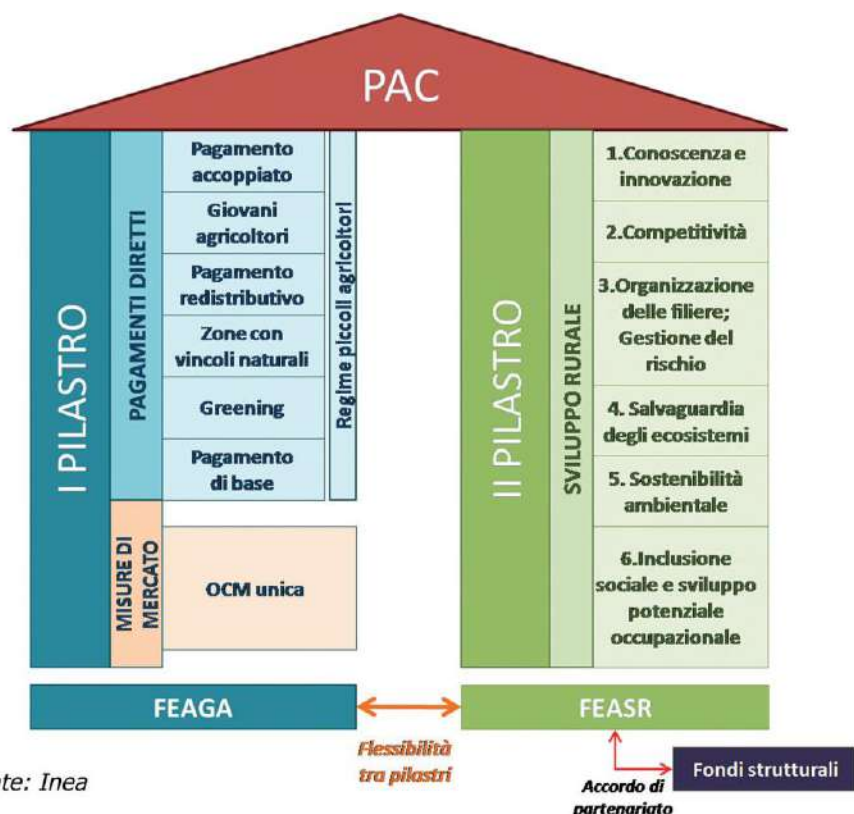 PAC
I PILASTRO
PAGAMENTI DIRETTI
Pagamento
accoppiato
Giovani
agricoltori
Pagamento
redistributivo
Zone con
vincoli naturali
Greening
Pagamento
di base
Regime piccoli agricoltori
MISURE DI
MERCATO
OCM unica
FEAGA
II PILASTRO
SVILUPPO RURALE
1.Conoscenza e
innovazione
2.Competitività
3.Organizzazione
delle filiere;
Gestione del
rischio
4. Salvaguardia
degli ecosistemi
5. Sostenibilità
ambientale
6.Inclusione
sociale e sviluppo
potenziale
occupazionale
FEASR
Flessibilità
tra pilastri
Accordo di
partenariato
Fondi strutturali
te: Inea